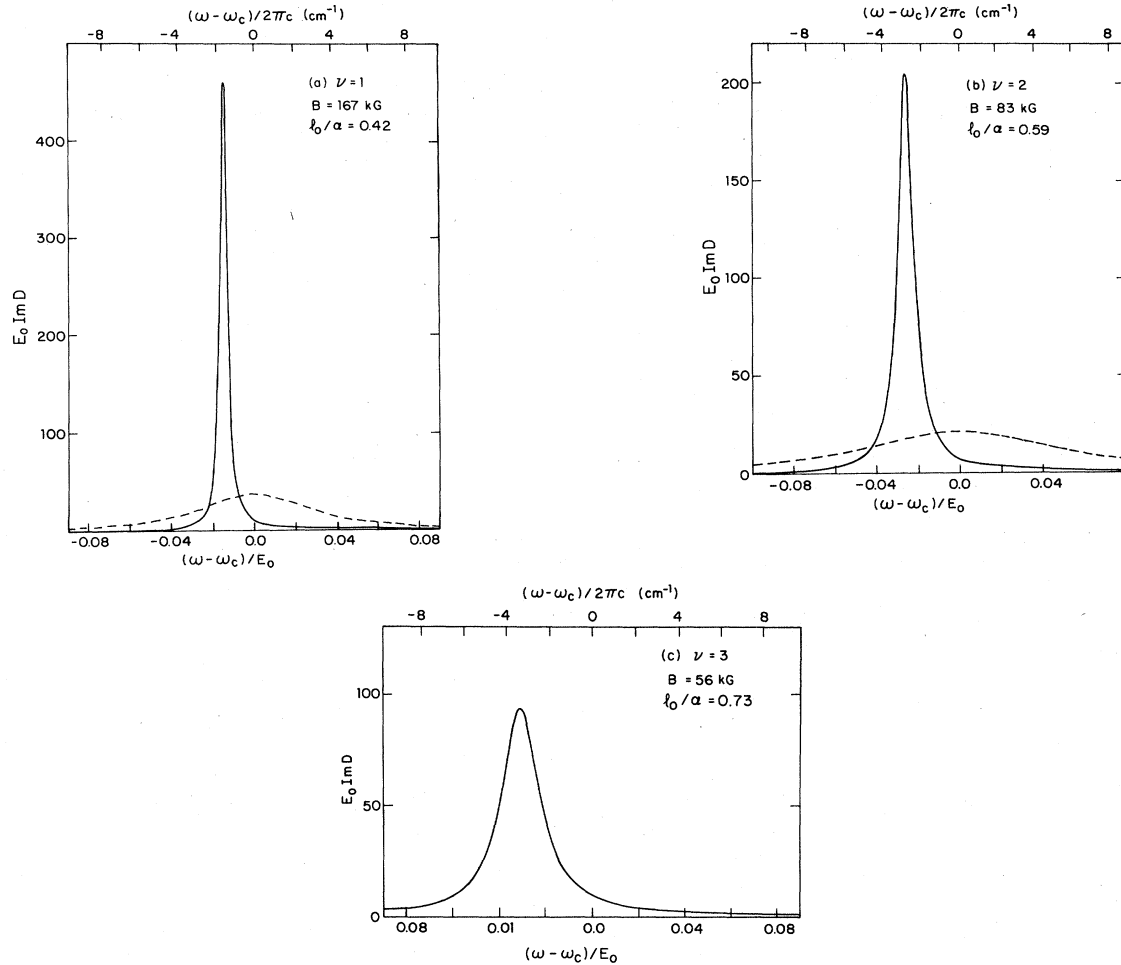 (ω-ωc)/2πc (cm⁻¹)
-8 -4 0 4 8
(a) ν = 1
B = 167 kG
ℓ₀/α = 0.42
400
300
200
100
E₀ Im D
-0.08 -0.04 0.0 0.04 0.08
(ω-ωc)/E₀
(ω-ωc)/2πc (cm⁻¹)
-8 -4 0 4 8
(b) ν = 2
B = 83 kG
ℓ₀/α = 0.59
200
150
100
50
0
E₀ Im D
-0.08 -0.04 0.0 0.04
(ω-ωc)/E₀
(ω-ωc)/2πc (cm⁻¹)
-8 -4 0 4 8
(c) ν = 3
B = 56 kG
ℓ₀/α = 0.73
100
50
0
E₀ Im D
0.08 0.01 0.0 0.04 0.08
(ω-ωc)/E₀